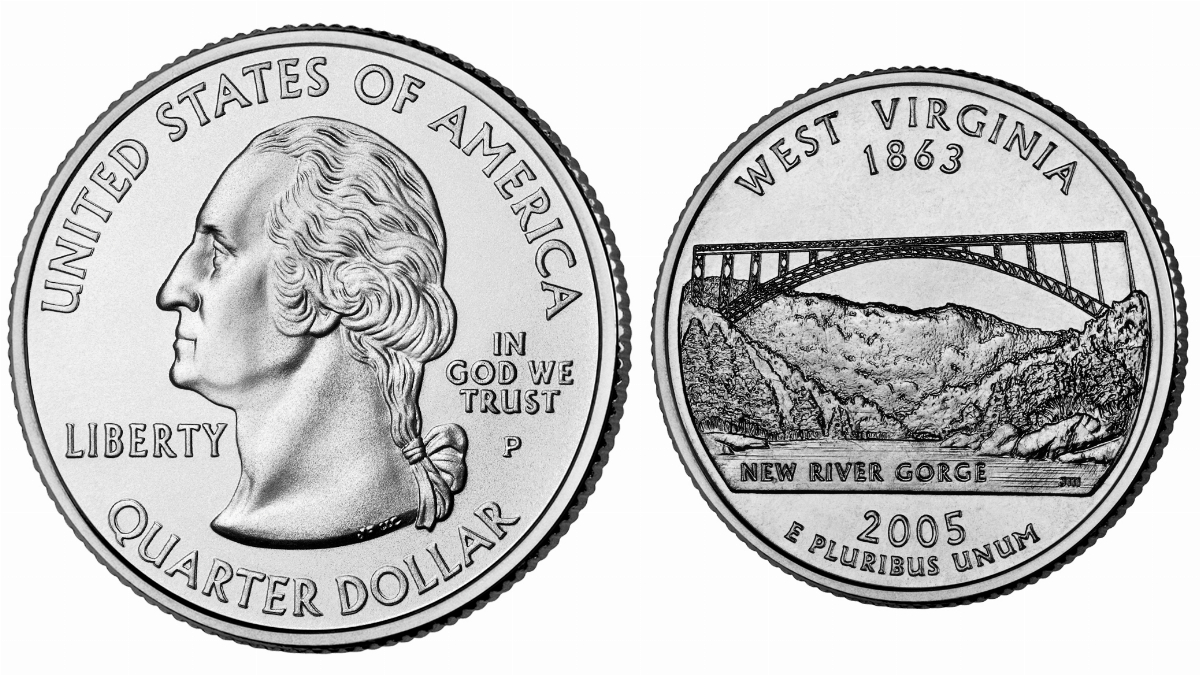 UNITED STATES OF AMERICA
LIBERTY
IN
GOD WE
TRUST
P
QUARTER DOLLAR
WEST VIRGINIA
1863
NEW RIVER GORGE
2005
E PLURIBUS UNUM